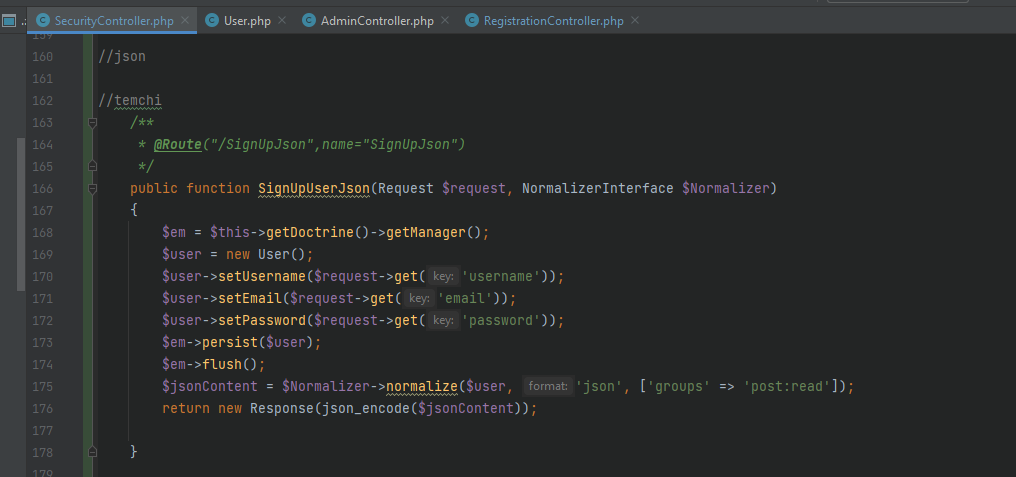 SecurityController.php × User.php × AdminController.php × RegistrationController.php ×
159
160 //json
161
162 //temchi
163 /**
164 * @Route("/SignUpJson",name="SignUpJson")
165 */
166 public function SignUpUserJson(Request $request, NormalizerInterface $Normalizer)
167 {
168 $em = $this->getDoctrine()->getManager();
169 $user = new User();
170 $user->setUsername($request->get( key: 'username'));
171 $user->setEmail($request->get( key: 'email'));
172 $user->setPassword($request->get( key: 'password'));
173 $em->persist($user);
174 $em->flush();
175 $jsonContent = $Normalizer->normalize($user, format: 'json', ['groups' => 'post:read']);
176 return new Response(json_encode($jsonContent));
177
178 }
179